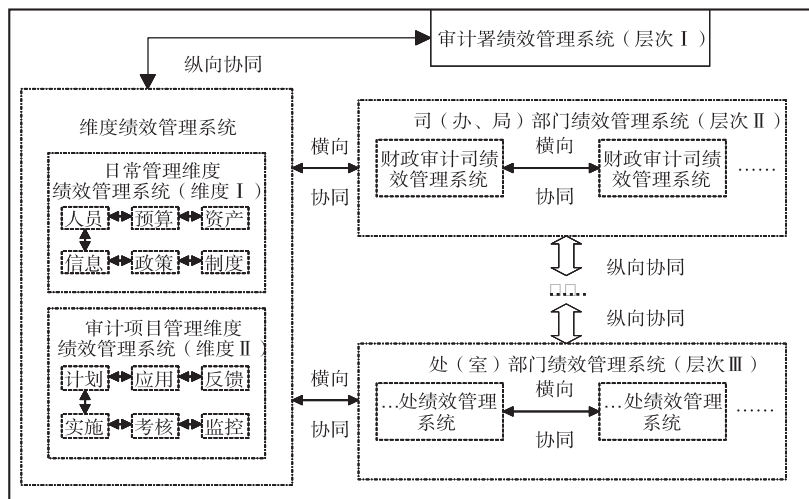 审计署绩效管理系统（层次Ⅰ）
纵向协同
维度绩效管理系统
日常管理维度
绩效管理系统（维度Ⅰ）
人员 预算 资产
信息 政策 制度
审计项目管理维度
绩效管理系统（维度Ⅱ）
计划 应用 反馈
实施 考核 监控
横向
协同
司（办、局）部门绩效管理系统（层次Ⅱ）
财政审计司绩
效管理系统
横向
协同
财政审计司绩
效管理系统
……
纵向协同
□□...
纵向协同
横向
协同
处（室）部门绩效管理系统（层次Ⅲ）
…处绩效管理
系统
横向
协同
…处绩效管理
系统
……